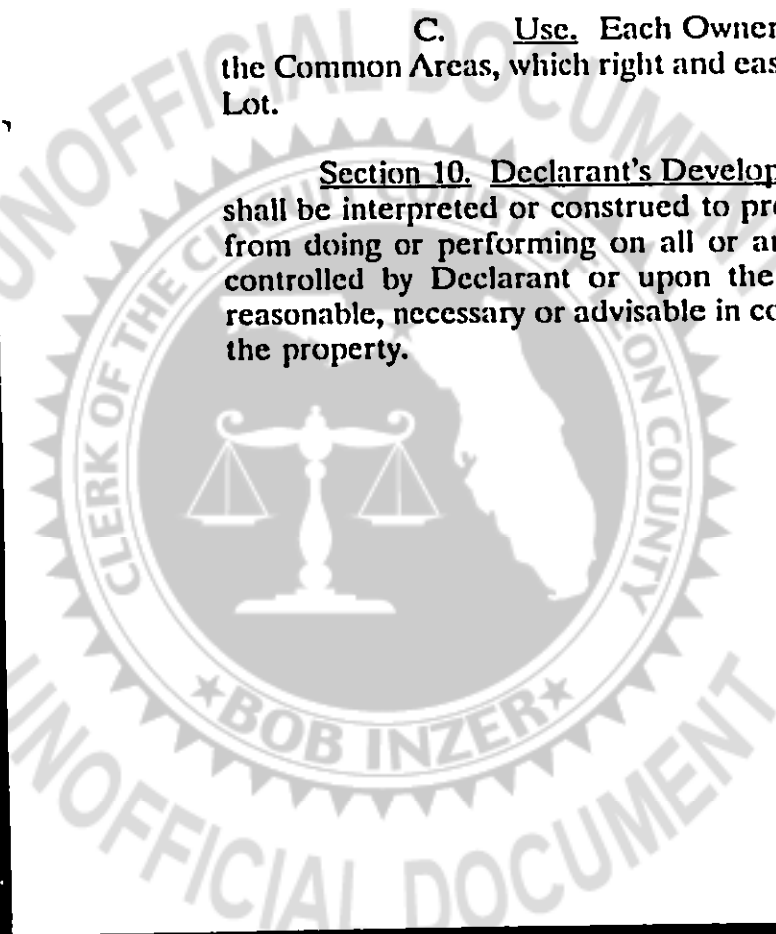 C. Use. Each Owner
the Common Areas, which right and eas
Lot.
Section 10. Declarant's Develop
shall be interpreted or construed to pre
from doing or performing on all or a
controlled by Declarant or upon the
reasonable, necessary or advisable in co
the property.
UNOFFICIAL DOCUMENT
CLERK OF THE
COUNTY
★BOB INZER★
UNOFFICIAL DOCUMENT